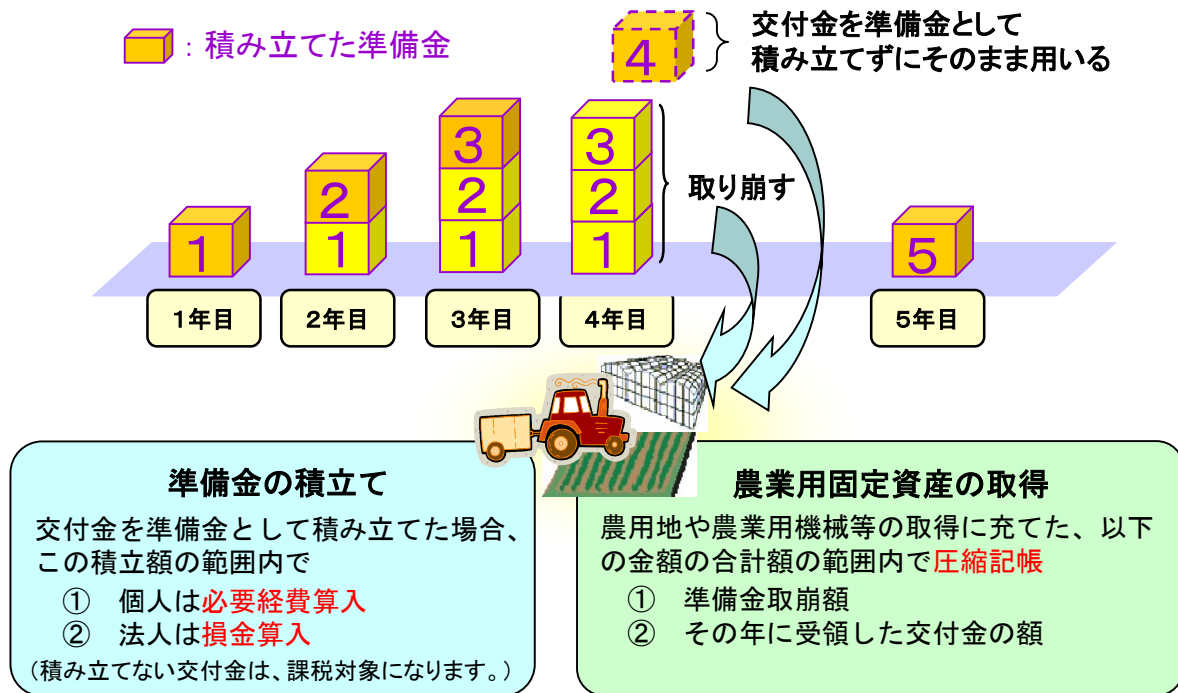 ：積み立てた準備金
4
交付金を準備金として
積み立てずにそのまま用いる
1
2
1
3
2
1
3
2
1
取り崩す
5
1年目
2年目
3年目
4年目
5年目
準備金の積立て
交付金を準備金として積み立てた場合、
この積立額の範囲内で
①　個人は必要経費算入
②　法人は損金算入
（積み立てない交付金は、課税対象になります。）
農業用固定資産の取得
農用地や農業用機械等の取得に充てた、以下
の金額の合計額の範囲内で圧縮記帳
①　準備金取崩額
②　その年に受領した交付金の額